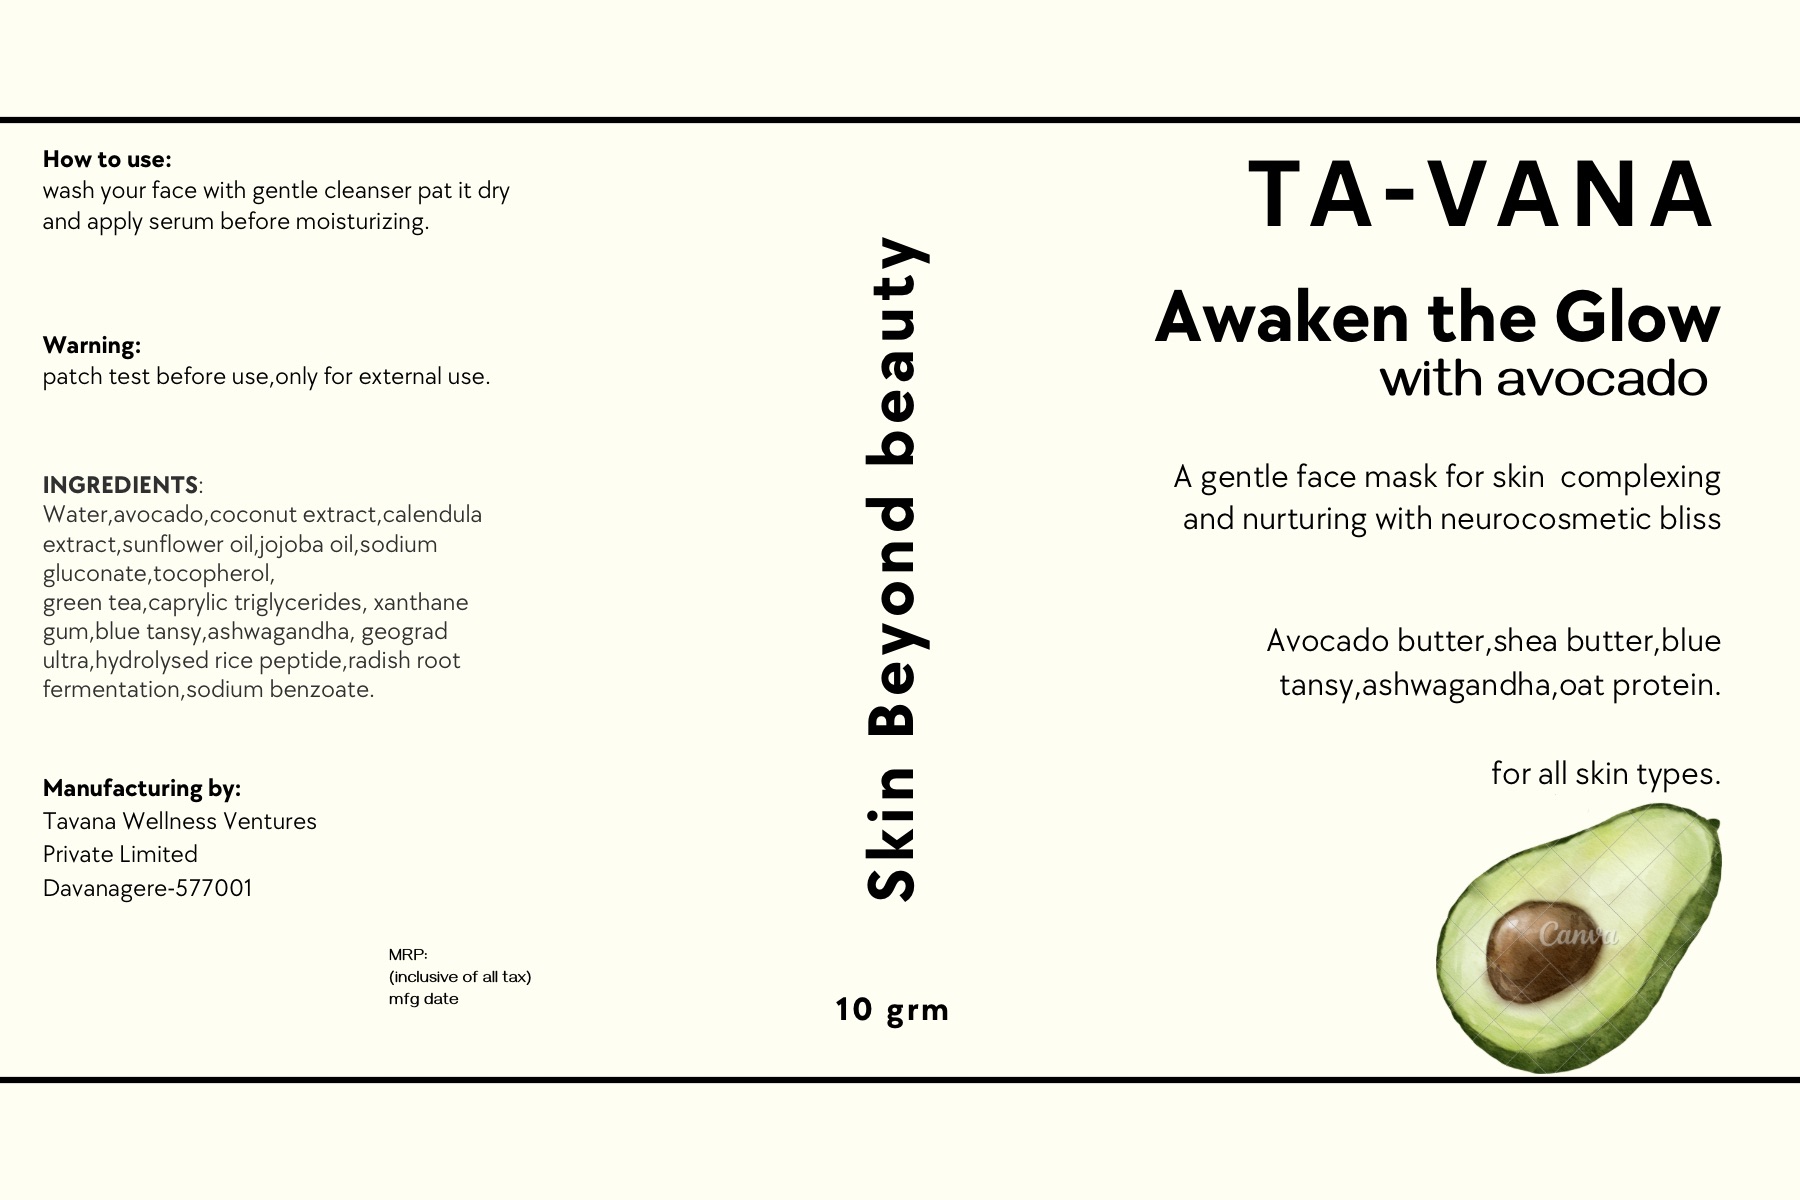 How to use:
wash your face with gentle cleanser pat it dry
and apply serum before moisturizing.
Warning:
patch test before use,only for external use.
INGREDIENTS:
Water,avocado,coconut extract,calendula
extract,sunflower oil,jojoba oil,sodium
gluconate,tocopherol,
green tea,caprylic triglycerides, xanthane
gum,blue tansy,ashwagandha, geograd
ultra,hydrolysed rice peptide,radish root
fermentation,sodium benzoate.
Manufacturing by:
Tavana Wellness Ventures
Private Limited
Davanagere-577001
MRP:
(inclusive of all tax)
mfg date
Skin Beyond beauty
10 grm
TA-VANA
Awaken the Glow
with avocado
A gentle face mask for skin  complexing
and nurturing with neurocosmetic bliss
Avocado butter,shea butter,blue
tansy,ashwagandha,oat protein.
for all skin types.
Canva